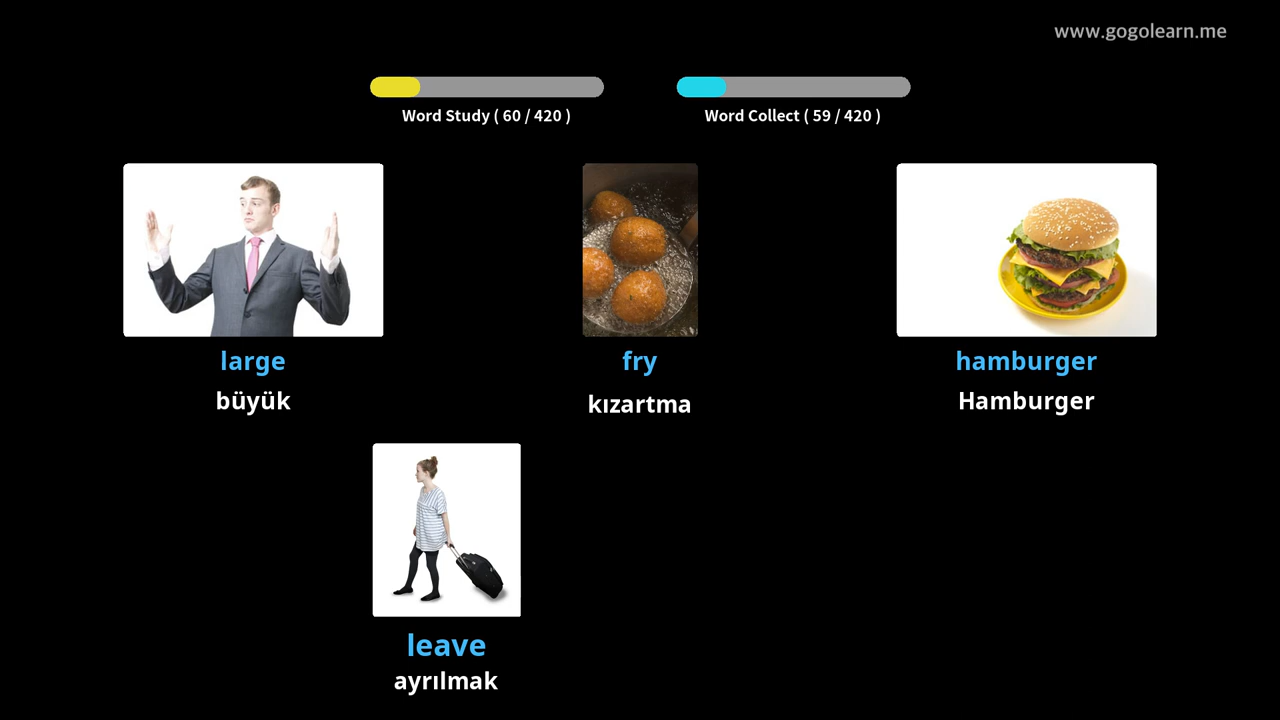 www.gogolearn.me
Word Study ( 60 / 420 )
Word Collect ( 59 / 420 )
large
büyük
fry
kızartma
hamburger
Hamburger
leave
ayrılmak